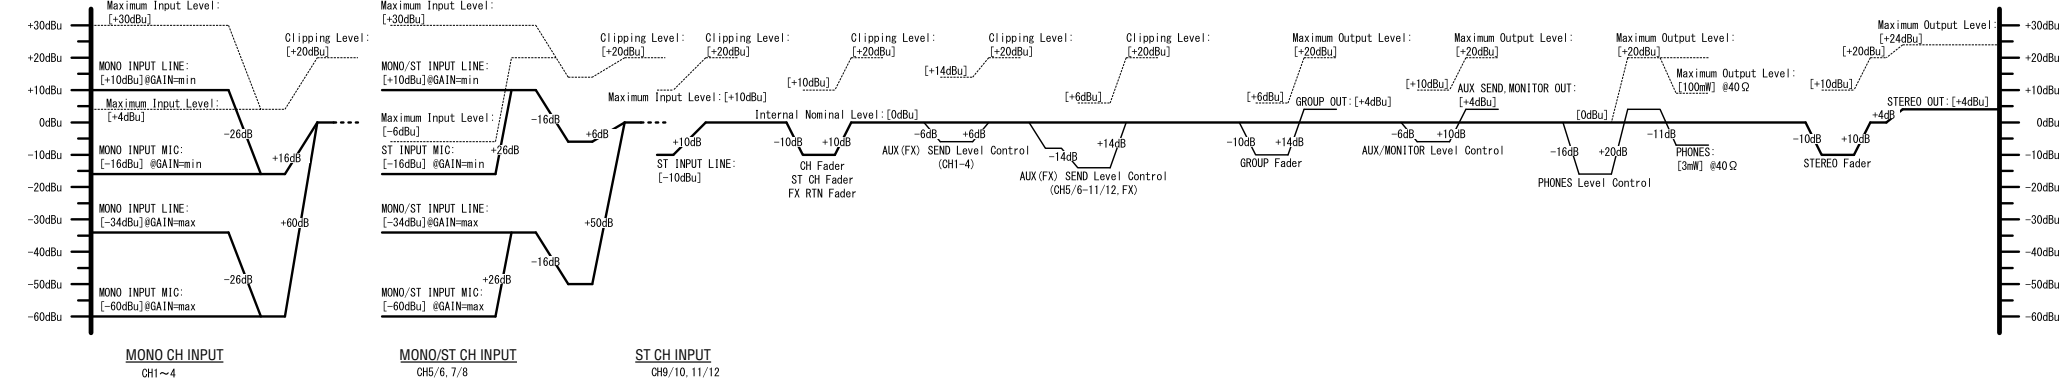 Maximum Input Level:
[+30dBu]
Clipping Level:
[+20dBu]
MONO INPUT LINE:
[+10dBu]@GAIN=min
Maximum Input Level:
[+4dBu]
-26dB
MONO INPUT MIC:
[-16dBu] @GAIN=min
+16dB
MONO INPUT LINE:
[-34dBu]@GAIN=max
+60dB
-26dB
MONO INPUT MIC:
[-60dBu]@GAIN=max
+30dBu
+20dBu
+10dBu
0dBu
-10dBu
-20dBu
-30dBu
-40dBu
-50dBu
-60dBu
MONO CH INPUT
CH1~4
Maximum Input Level:
[+30dBu]
Clipping Level:
[+20dBu]
MONO/ST INPUT LINE:
[+10dBu]@GAIN=min
Maximum Input Level:
[-6dBu]
-16dB
+6dB
ST INPUT MIC:
[-16dBu]@GAIN=min
+26dB
MONO/ST INPUT LINE:
[-34dBu]@GAIN=max
+50dB
-16dB
+26dB
MONO/ST INPUT MIC:
[-60dBu] @GAIN=max
MONO/ST CH INPUT
CH5/6, 7/8
Clipping Level:
[+20dBu]
Maximum Input Level:[+10dBu]
+10dB
ST INPUT LINE:
[-10dBu]
ST CH INPUT
CH9/10, 11/12
Internal Nominal Level:[0dBu]
Clipping Level:
[+20dBu]
[+10dBu]
-10dB
+10dB
CH Fader
ST CH Fader
FX RTN Fader
Clipping Level:
[+20dBu]
[+14dBu]
-6dB
+6dB
AUX(FX) SEND Level Control
(CH1-4)
Clipping Level:
[+20dBu]
[+6dBu]
-14dB
+14dB
AUX(FX) SEND Level Control
(CH5/6-11/12,FX)
Maximum Output Level:
[+20dBu]
[+6dBu]
GROUP OUT:[+4dBu]
-10dB
+14dB
GROUP Fader
Maximum Output Level:
[+20dBu]
[+10dBu]
AUX SEND,MONITOR OUT:
[+4dBu]
-6dB
+10dB
AUX/MONITOR Level Control
Maximum Output Level:
[+20dBu]
Maximum Output Level:
[100mW] @40Ω
[0dBu]
-16dB
+20dB
-11dB
PHONES:
[3mW] @40Ω
PHONES Level Control
Maximum Output Level:
[+24dBu]
[+20dBu]
[+10dBu]
STEREO OUT:[+4dBu]
+4dB
-10dB
+10dB
STEREO Fader
+30dBu
+20dBu
+10dBu
0dBu
-10dBu
-20dBu
-30dBu
-40dBu
-50dBu
-60dBu